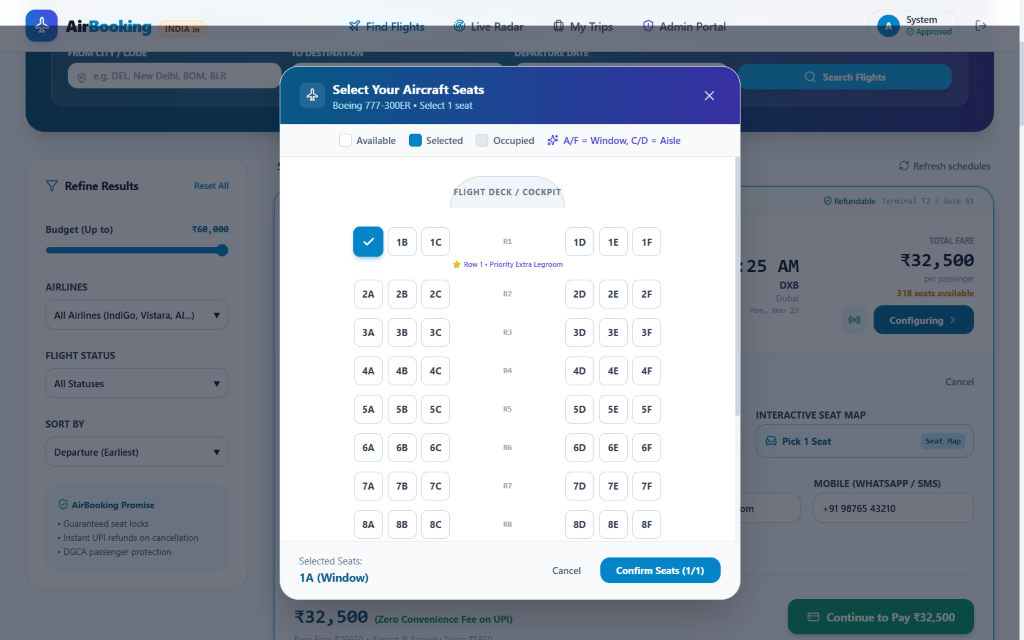 AirBooking INDIA IN
Find Flights
Live Radar
My Trips
Admin Portal
A
System
Approved
FROM CITY / CODE
TO DESTINATION
DEPARTURE DATE
e.g. DEL, New Delhi, BOM, BLR
Search Flights
Refine Results
Reset All
Budget (Up to)
₹60,000
AIRLINES
All Airlines (IndiGo, Vistara, AI...)
FLIGHT STATUS
All Statuses
SORT BY
Departure (Earliest)
AirBooking Promise
• Guaranteed seat locks
• Instant UPI refunds on cancellation
• DGCA passenger protection
Select Your Aircraft Seats
Boeing 777-300ER • Select 1 seat
Available
Selected
Occupied
A/F = Window, C/D = Aisle
FLIGHT DECK / COCKPIT
1B 1C R1 1D 1E 1F
Row 1 • Priority Extra Legroom
2A 2B 2C R2 2D 2E 2F
3A 3B 3C R3 3D 3E 3F
4A 4B 4C R4 4D 4E 4F
5A 5B 5C R5 5D 5E 5F
6A 6B 6C R6 6D 6E 6F
7A 7B 7C R7 7D 7E 7F
8A 8B 8C R8 8D 8E 8F
Selected Seats:
1A (Window)
Cancel
Confirm Seats (1/1)
Refresh schedules
Refundable
Terminal T2 / Gate 61
:25 AM
DXB
Dubai
Mon, Nov 23
TOTAL FARE
₹32,500
per passenger
318 seats available
Configuring
Cancel
INTERACTIVE SEAT MAP
Pick 1 Seat
Seat Map
MOBILE (WHATSAPP / SMS)
om
+91 98765 43210
₹32,500 (Zero Convenience Fee on UPI)
Continue to Pay ₹32,500